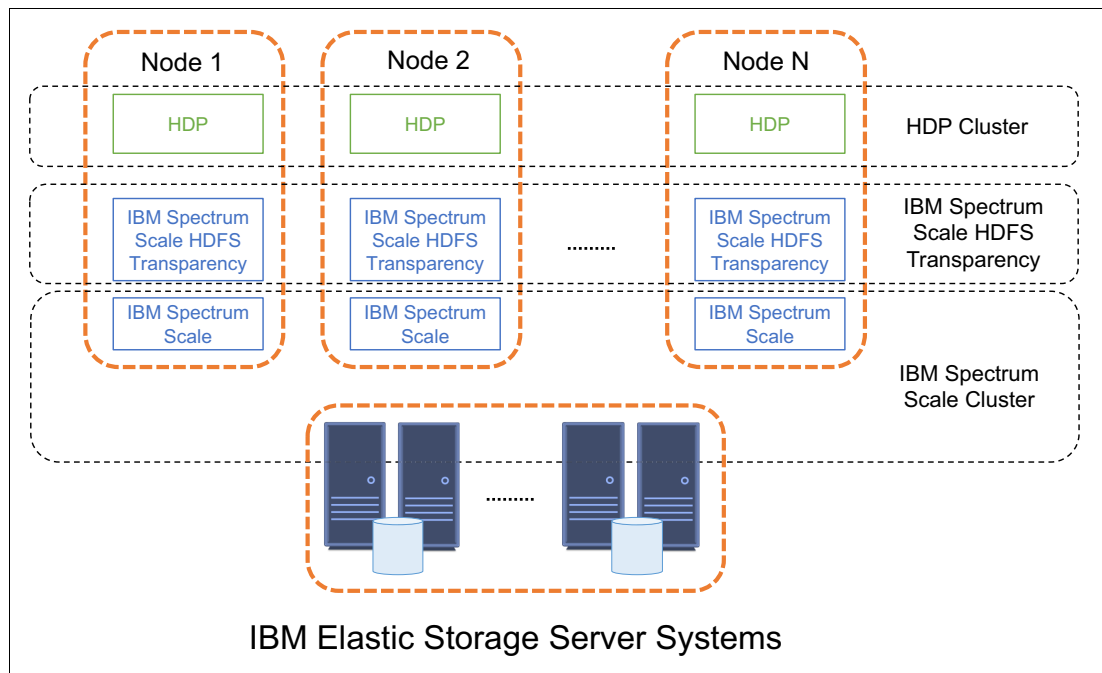 Node 1
Node 2
Node N
HDP
HDP
HDP
HDP Cluster
IBM Spectrum
Scale HDFS
Transparency
IBM Spectrum
Scale HDFS
Transparency
.........
IBM Spectrum
Scale HDFS
Transparency
IBM Spectrum
Scale HDFS
Transparency
IBM Spectrum
Scale
IBM Spectrum
Scale
IBM Spectrum
Scale
IBM Spectrum
Scale Cluster
.........
IBM Elastic Storage Server Systems